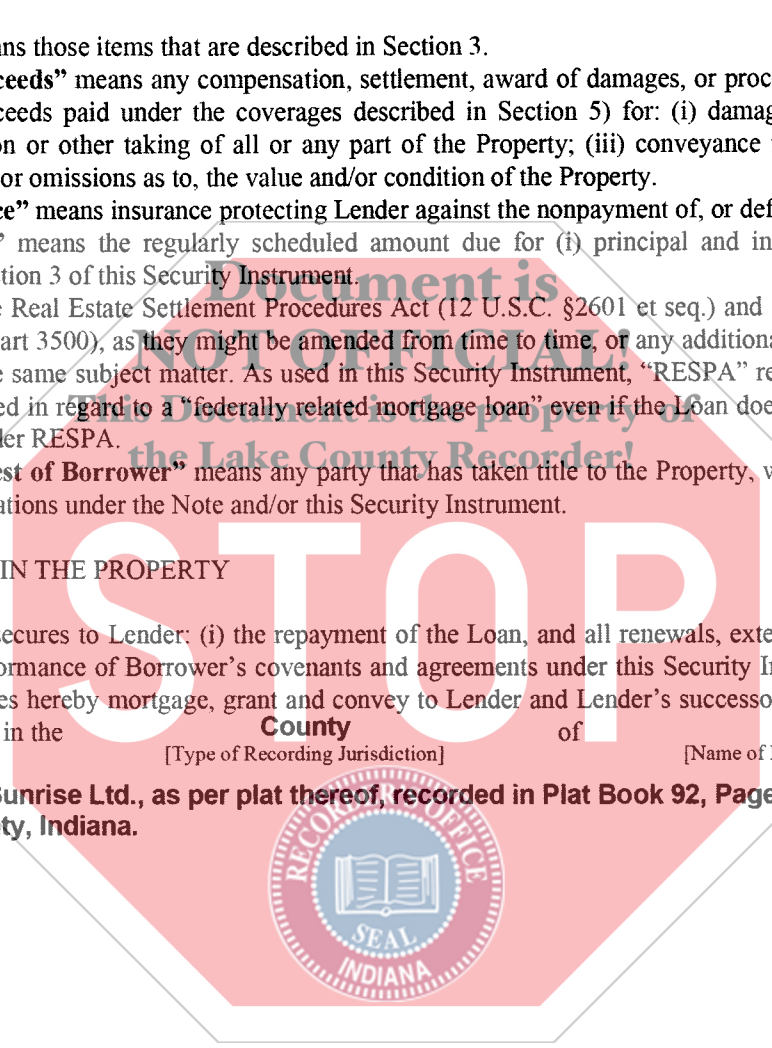 ns those items that are described in Section 3.
ceeds” means any compensation, settlement, award of damages, or proc
ceeds paid under the coverages described in Section 5) for: (i) damag
on or other taking of all or any part of the Property; (iii) conveyance
or omissions as to, the value and/or condition of the Property.
ce” means insurance protecting Lender against the nonpayment of, or def
” means the regularly scheduled amount due for (i) principal and in
tion 3 of this Security Instrument.
Document is
e Real Estate Settlement Procedures Act (12 U.S.C. §2601 et seq.) and
art 3500), as they might be amended from time to time, or any additiona
NOT OFFICIAL!
e same subject matter. As used in this Security Instrument, “RESPA” re
ed in regard to a “federally related mortgage loan” even if the Loan doe
This Document is the property of
der RESPA.
the Lake County Recorder!
est of Borrower” means any party that has taken title to the Property, w
ations under the Note and/or this Security Instrument.
STOP
IN THE PROPERTY
secures to Lender: (i) the repayment of the Loan, and all renewals, exte
ormance of Borrower’s covenants and agreements under this Security In
es hereby mortgage, grant and convey to Lender and Lender’s successo
in the County of
[Type of Recording Jurisdiction] [Name of
Sunrise Ltd., as per plat thereof, recorded in Plat Book 92, Page
ty, Indiana.
RECORDER'S OFFICE
SEAL
INDIANA